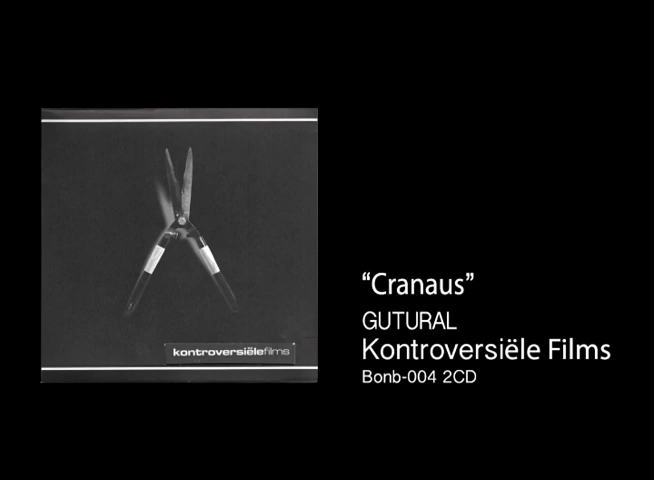 kontroversiëlefilms
“Cranaus”
GUTURAL
Kontroversiële Films
Bonb-004 2CD